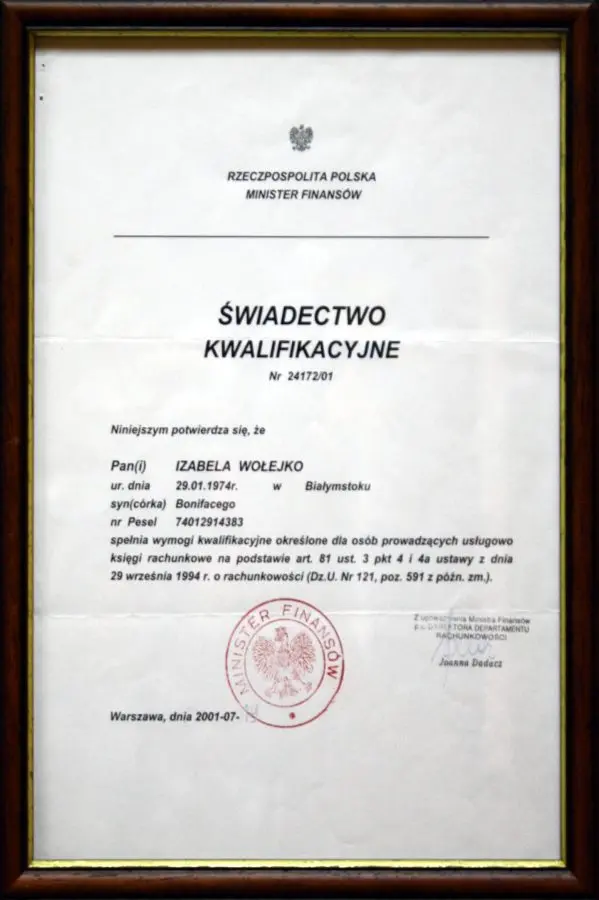 RZECZPOSPOLITA POLSKA
MINISTER FINANSÓW
ŚWIADECTWO
KWALIFIKACYJNE
Nr 24172/01
Niniejszym potwierdza się, że
Pan(i) IZABELA WOŁEJKO
ur. dnia 29.01.1974r. w Białymstoku
syn(córka) Bonifacego
nr Pesel 74012914383
spełnia wymogi kwalifikacyjne określone dla osób prowadzących usługowo
księgi rachunkowe na podstawie art. 81 ust. 3 pkt 4 i 4a ustawy z dnia
29 września 1994 r. o rachunkowości (Dz.U. Nr 121, poz. 591 z późn. zm.).
MINISTER FINANSÓW
Z upoważnienia Ministra Finansów
p.o. DYREKTORA DEPARTAMENTU
RACHUNKOWOŚCI
Joanna Dadacz
Warszawa, dnia 2001-07-